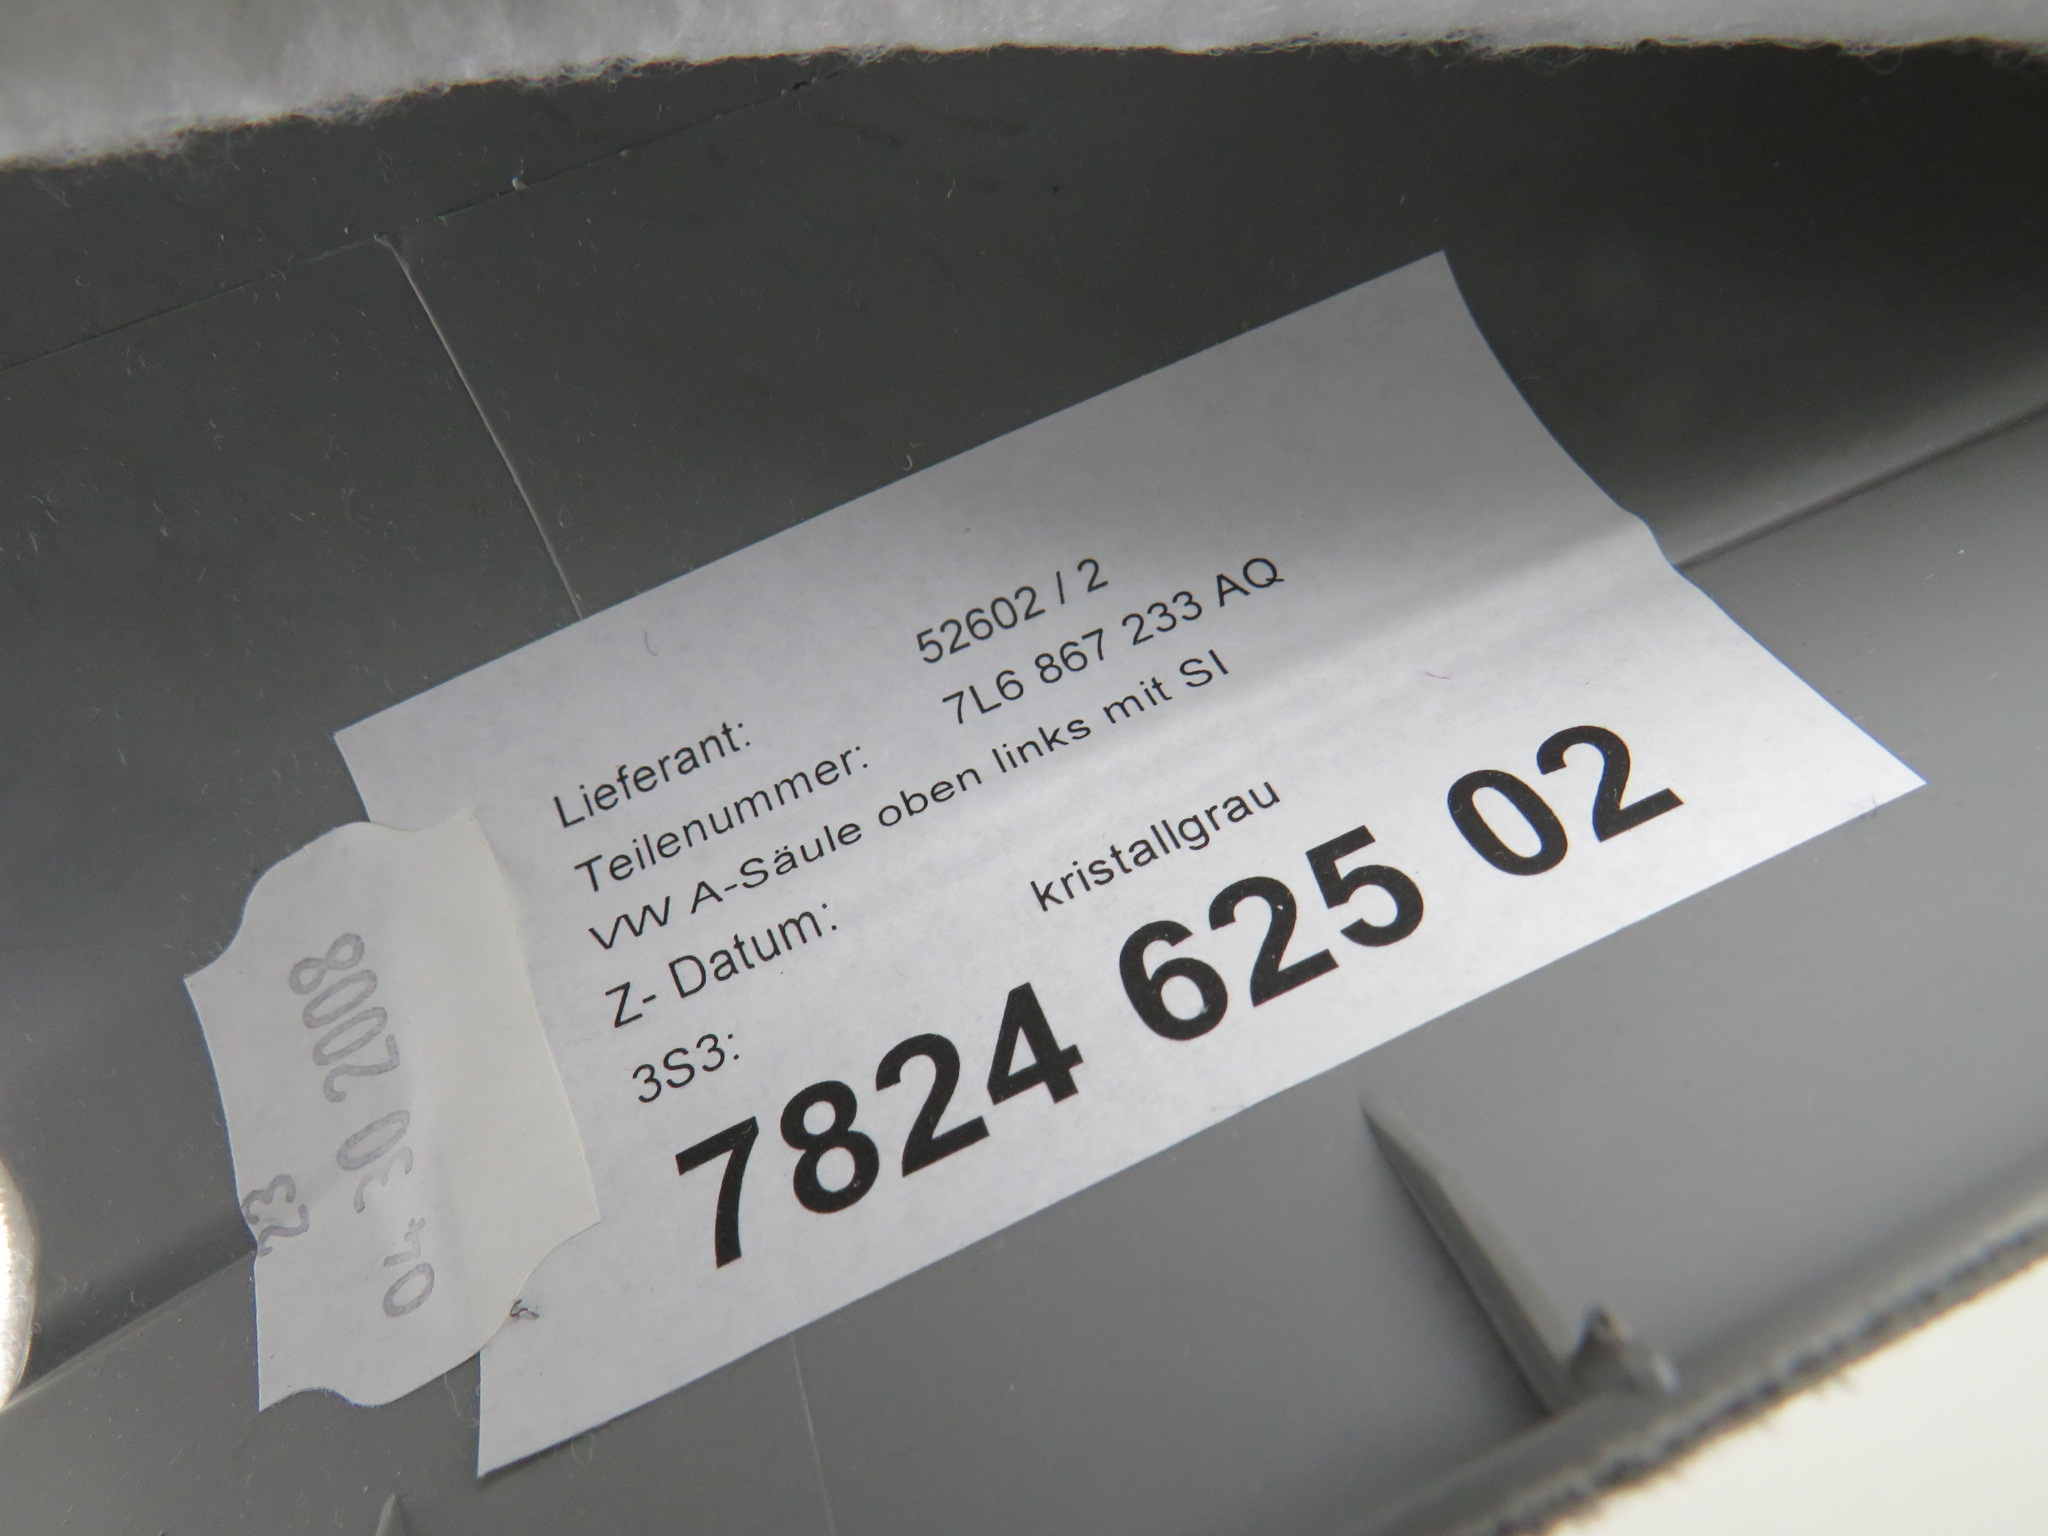 Lieferant: 52602 / 2
Teilenummer: 7L6 867 233 AQ
VW A-Säule oben links mit SI
Z- Datum:
3S3: kristallgrau
7824 625 02
04 30 2008
23